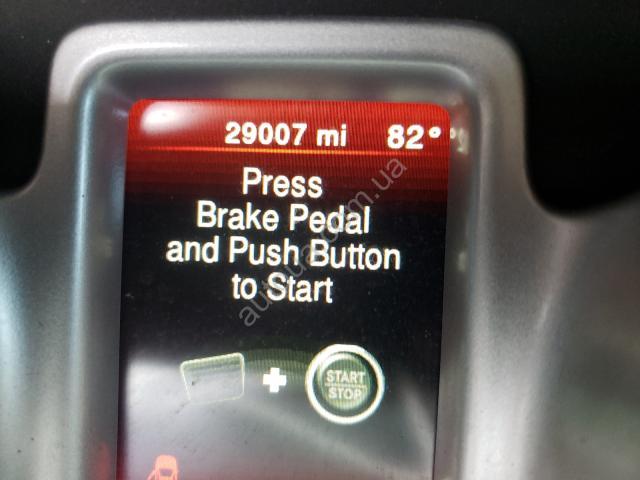 29007 mi 82°
Press
Brake Pedal
and Push Button
to Start
START
STOP